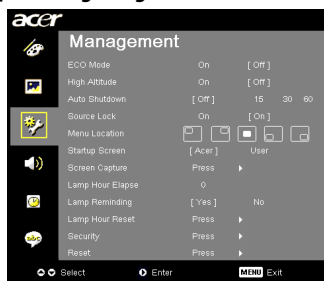 acer
Management
ECO Mode On [ Off ]
High Altitude On [ Off ]
Auto Shutdown [ Off ] 15 30 60
Source Lock On [ On ]
Menu Location
Startup Screen [ Acer ] User
Screen Capture Press
Lamp Hour Elapse 0
Lamp Reminding [ Yes ] No
Lamp Hour Reset Press
Security Press
Reset Press
abc
Select Enter MENU Exit